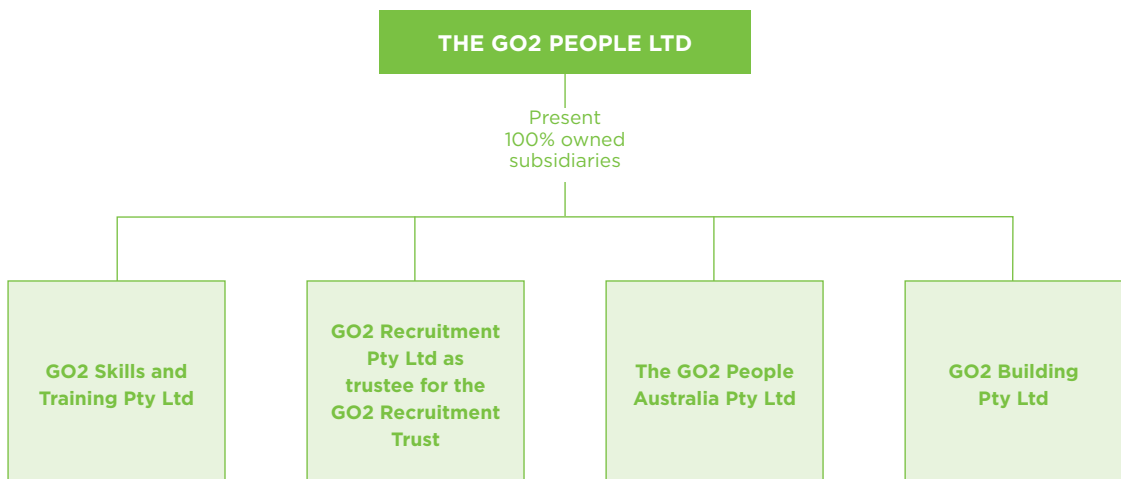 THE GO2 PEOPLE LTD
Present
100% owned
subsidiaries
GO2 Skills and
Training Pty Ltd
GO2 Recruitment
Pty Ltd as
trustee for the
GO2 Recruitment
Trust
The GO2 People
Australia Pty Ltd
GO2 Building
Pty Ltd